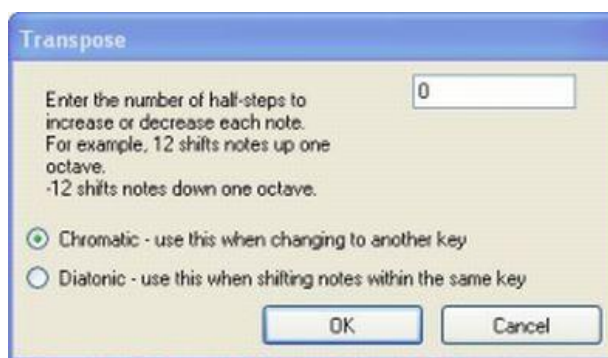 Transpose
0
Enter the number of half-steps to
increase or decrease each note.
For example, 12 shifts notes up one
octave.
-12 shifts notes down one octave.
Chromatic - use this when changing to another key
Diatonic - use this when shifting notes within the same key
OK
Cancel